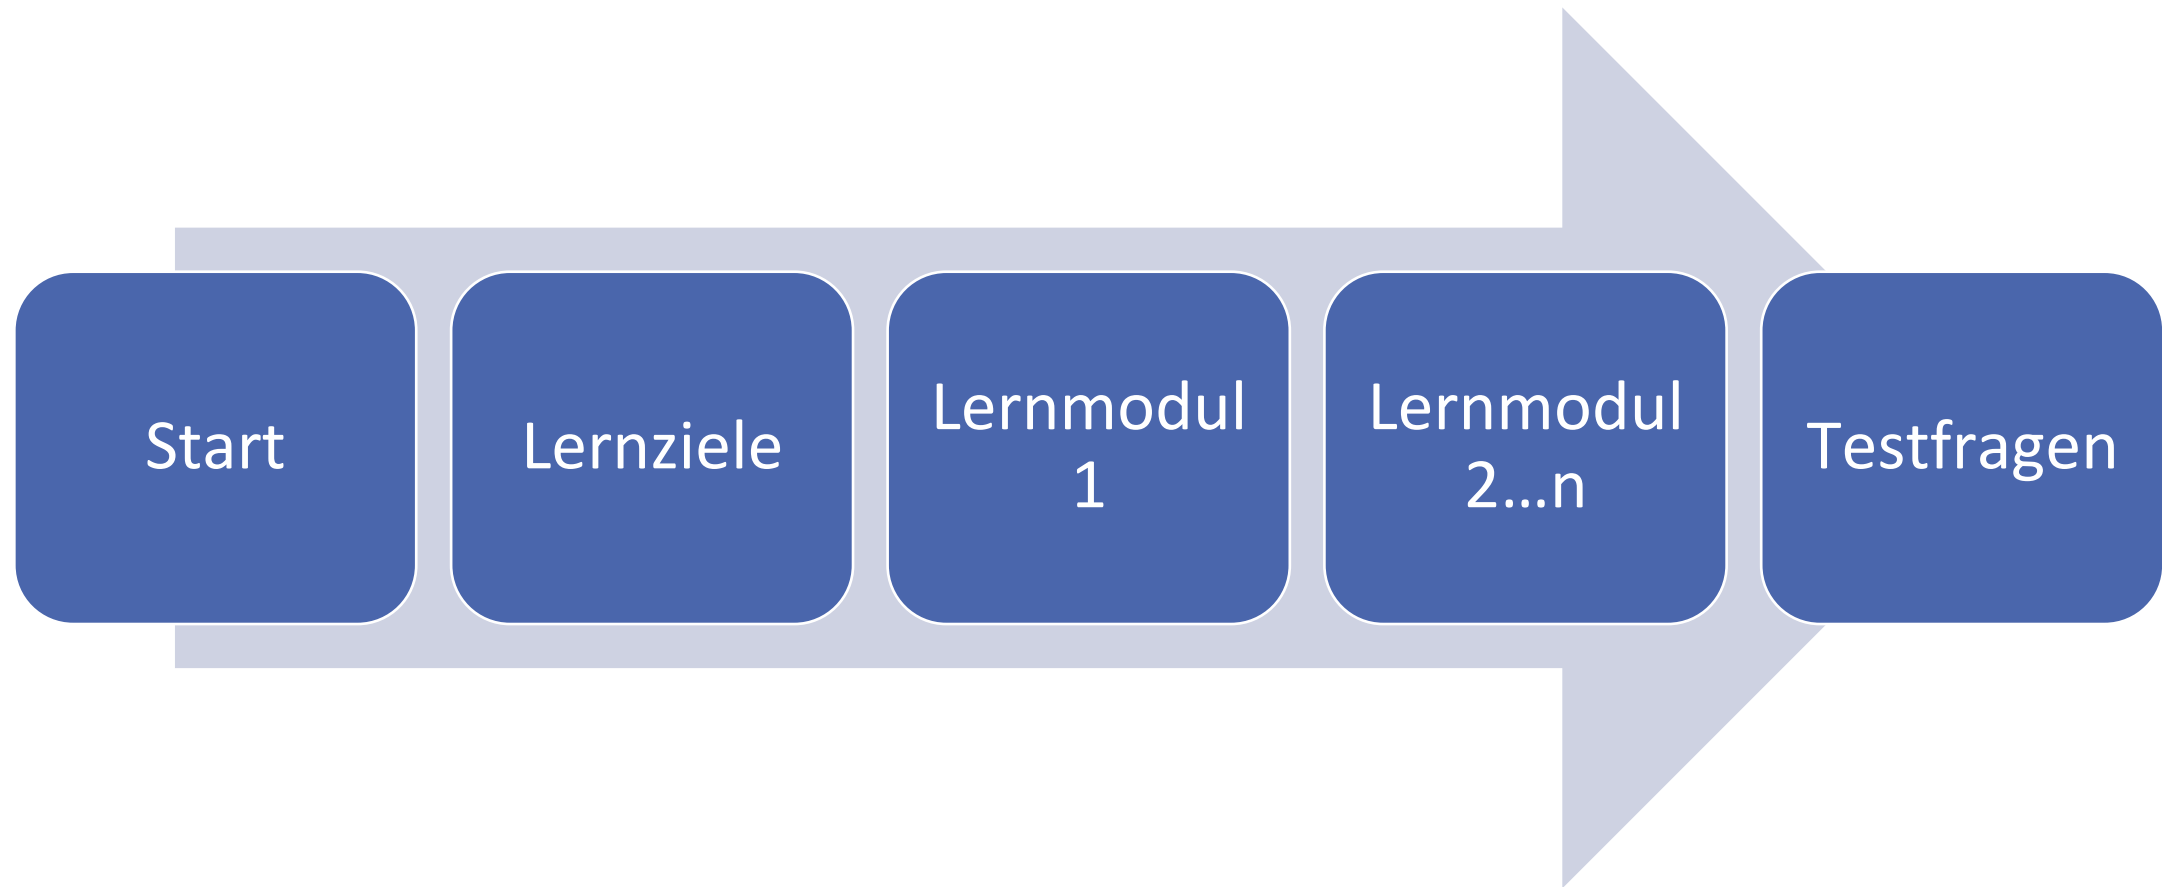 Start
Lernziele
Lernmodul
1
Lernmodul
2...n
Testfragen